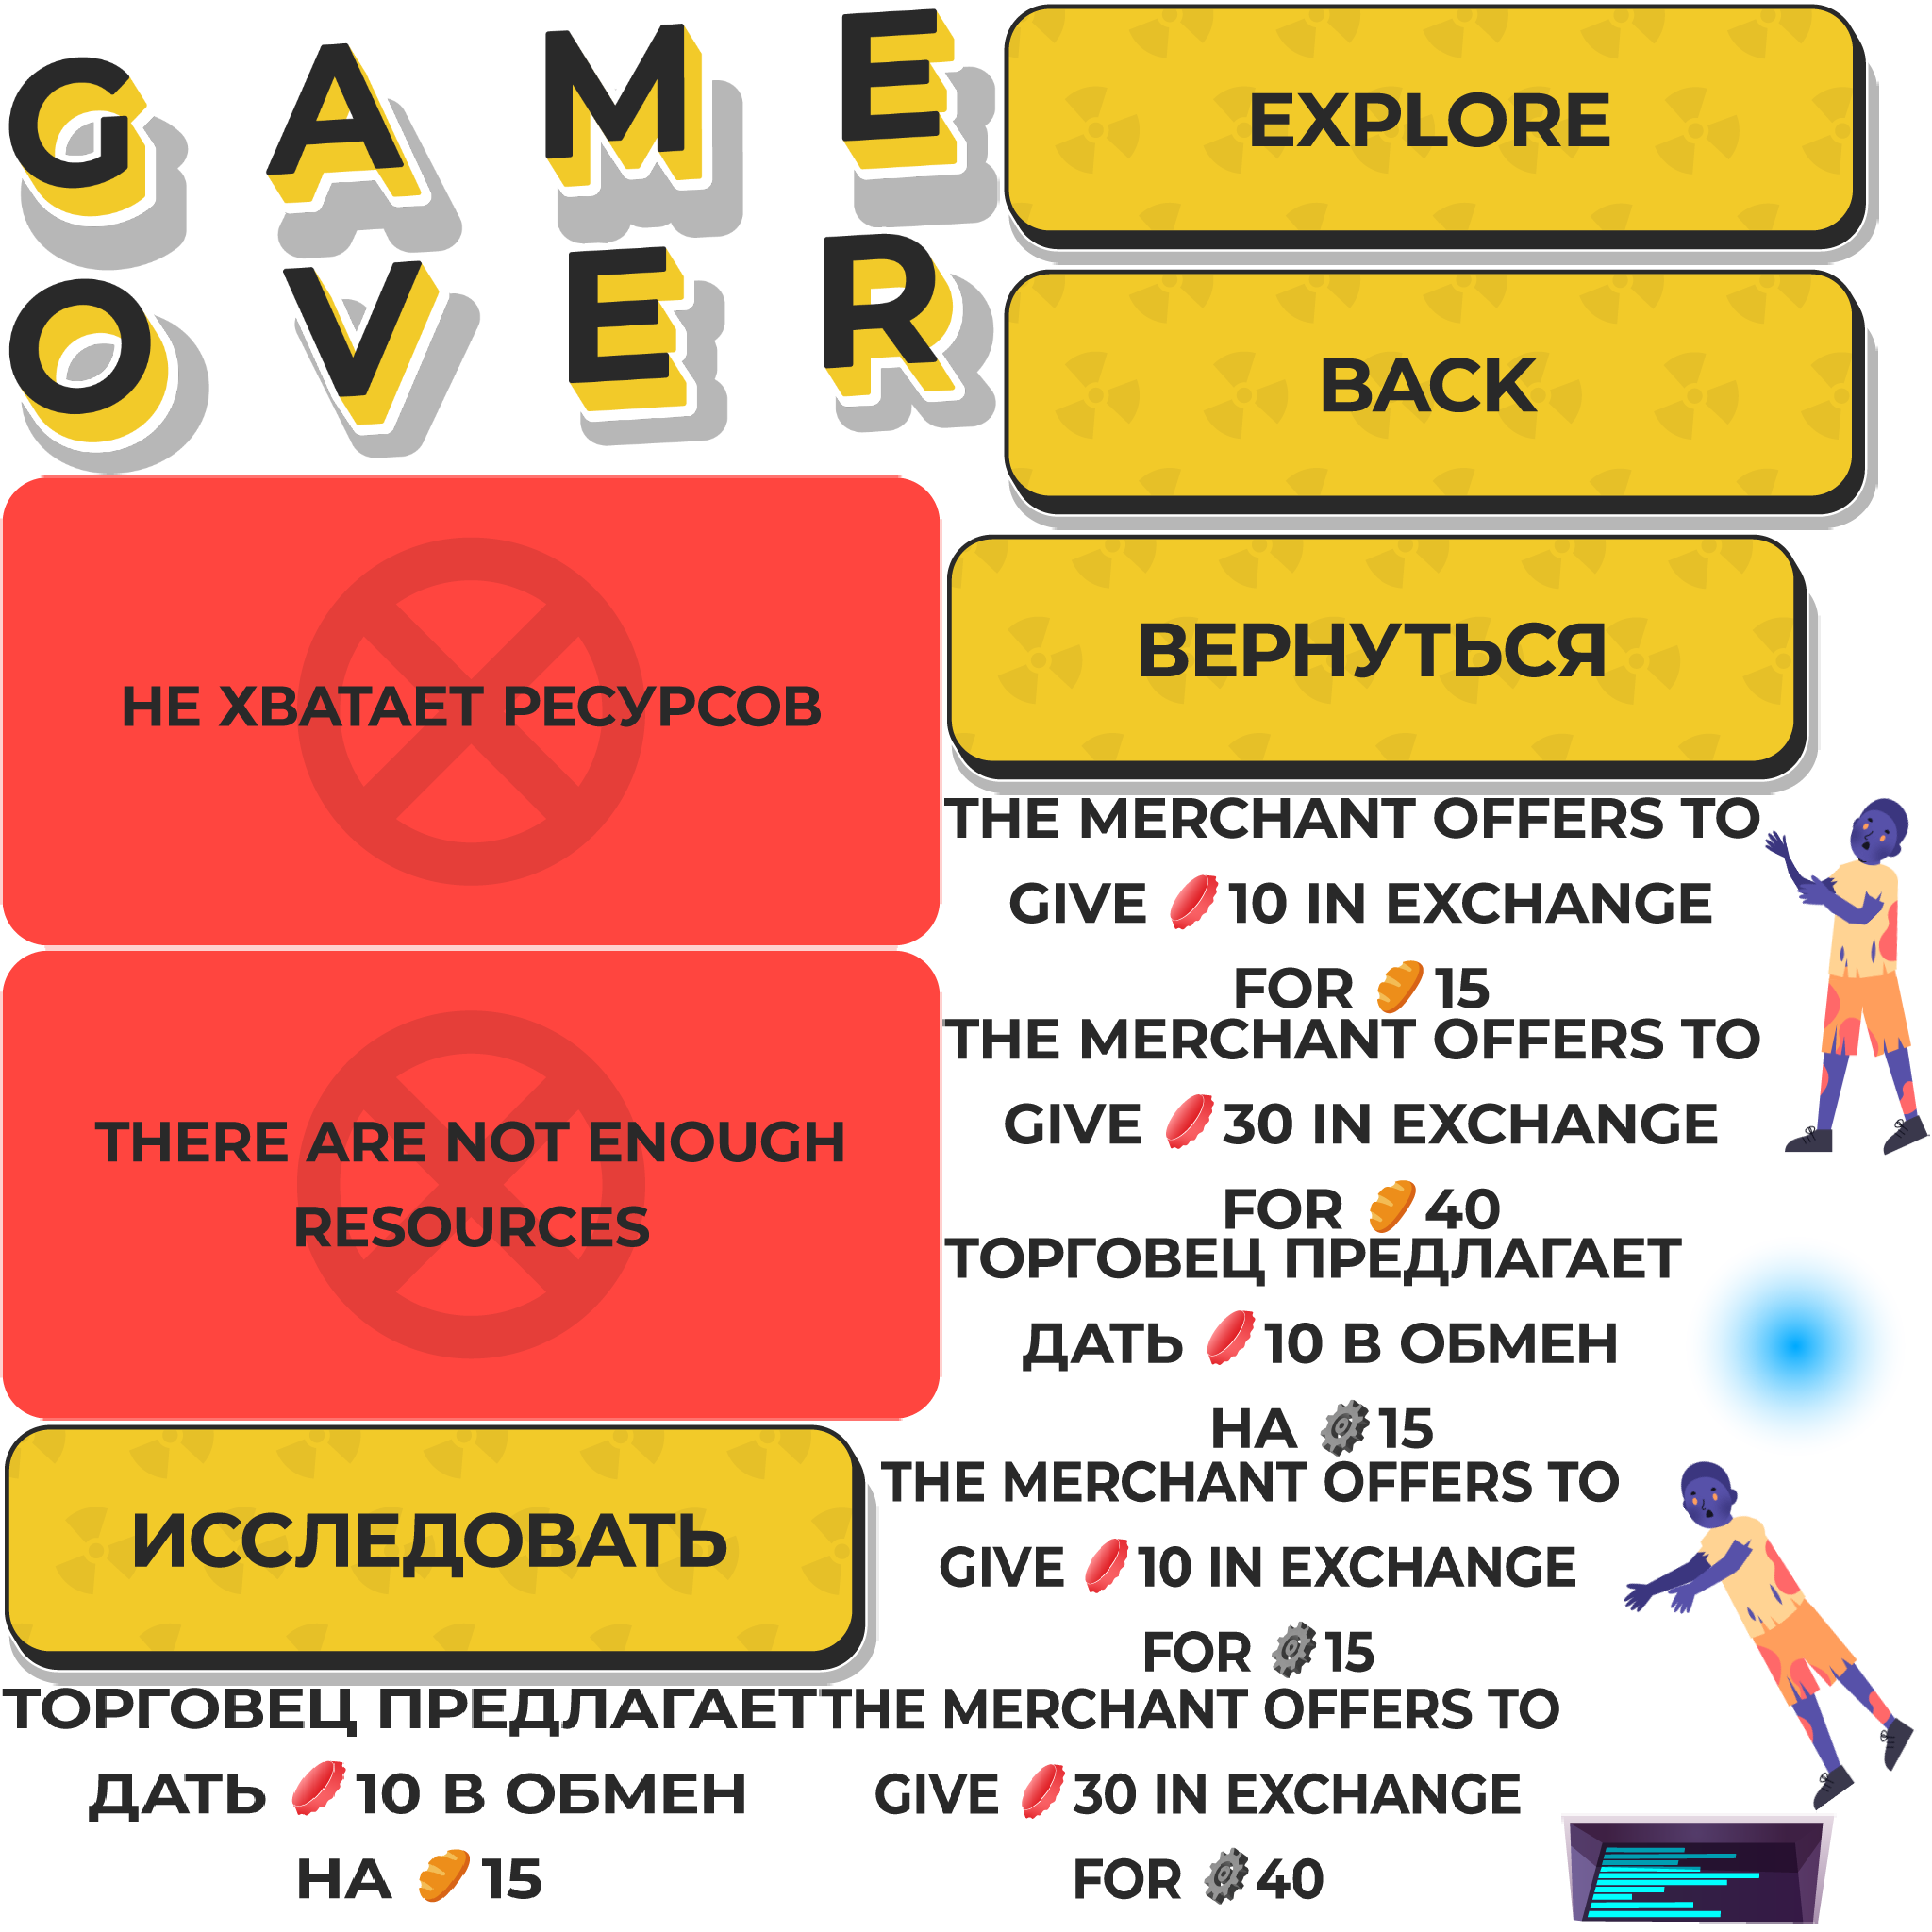 GAME
OVER
EXPLORE
BACK
НЕ ХВАТАЕТ РЕСУРСОВ
ВЕРНУТЬСЯ
THE MERCHANT OFFERS TO
GIVE 10 IN EXCHANGE
FOR 15
THERE ARE NOT ENOUGH
RESOURCES
THE MERCHANT OFFERS TO
GIVE 30 IN EXCHANGE
FOR 40
ТОРГОВЕЦ ПРЕДЛАГАЕТ
ДАТЬ 10 В ОБМЕН
НА 15
ИССЛЕДОВАТЬ
THE MERCHANT OFFERS TO
GIVE 10 IN EXCHANGE
FOR 15
ТОРГОВЕЦ ПРЕДЛАГАЕТ
ДАТЬ 10 В ОБМЕН
НА 15
THE MERCHANT OFFERS TO
GIVE 30 IN EXCHANGE
FOR 40